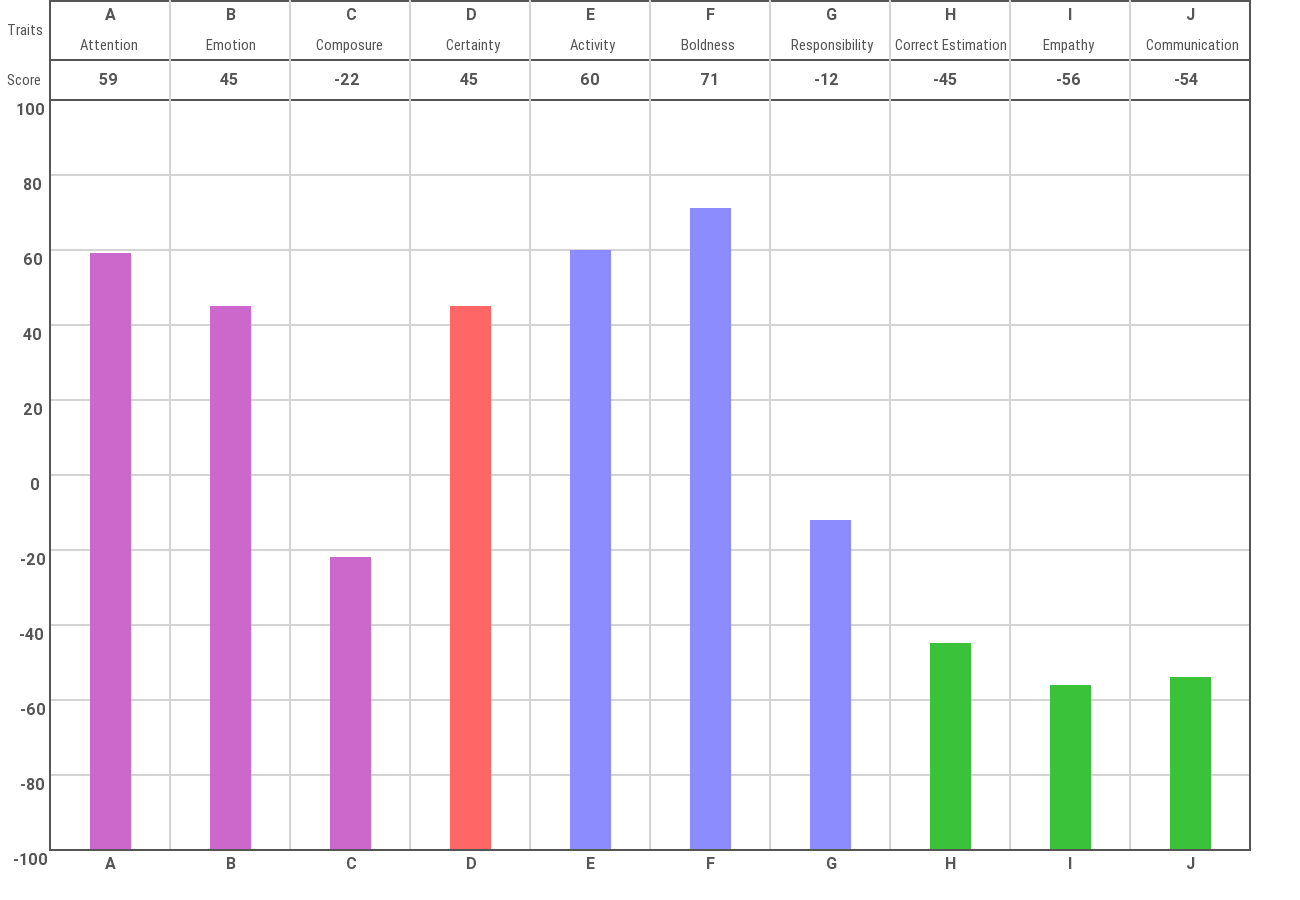 Traits A B C D E F G H I J
Attention Emotion Composure Certainty Activity Boldness Responsibility Correct Estimation Empathy Communication
Score 59 45 -22 45 60 71 -12 -45 -56 -54
100
80
60
40
20
0
-20
-40
-60
-80
-100
A B C D E F G H I J